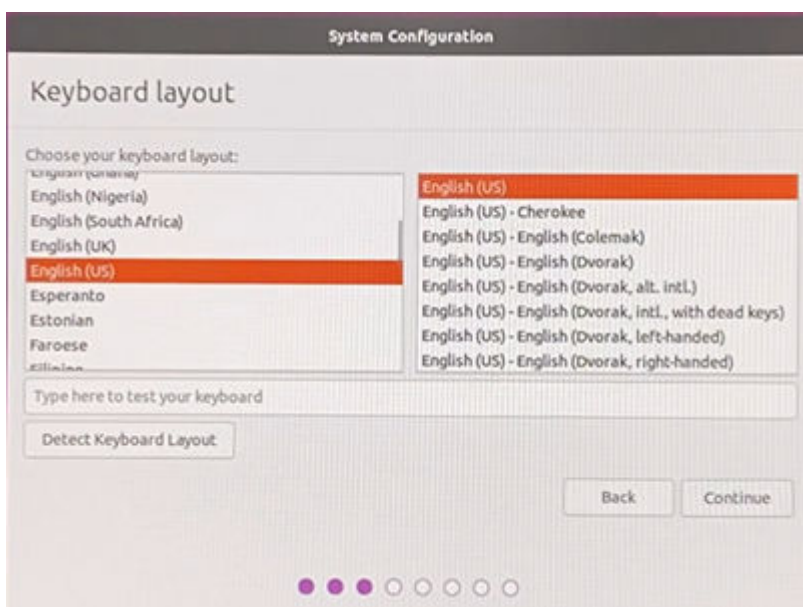 System Configuration
Keyboard layout
Choose your keyboard layout:
English (Ghana)
English (Nigeria)
English (South Africa)
English (UK)
English (US)
Esperanto
Estonian
Faroese
Filipino
English (US)
English (US) - Cherokee
English (US) - English (Colemak)
English (US) - English (Dvorak)
English (US) - English (Dvorak, alt. intl.)
English (US) - English (Dvorak, intl., with dead keys)
English (US) - English (Dvorak, left-handed)
English (US) - English (Dvorak, right-handed)
Type here to test your keyboard
Detect Keyboard Layout
Back
Continue